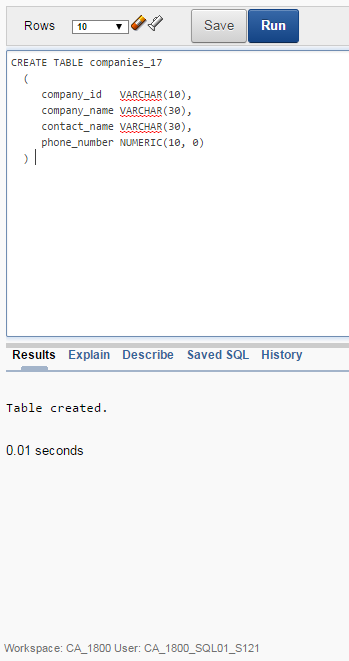 Rows 10 Save Run
CREATE TABLE companies_17
(
company_id VARCHAR(10),
company_name VARCHAR(30),
contact_name VARCHAR(30),
phone_number NUMERIC(10, 0)
)
Results Explain Describe Saved SQL History
Table created.
0.01 seconds
Workspace: CA_1800 User: CA_1800_SQL01_S121